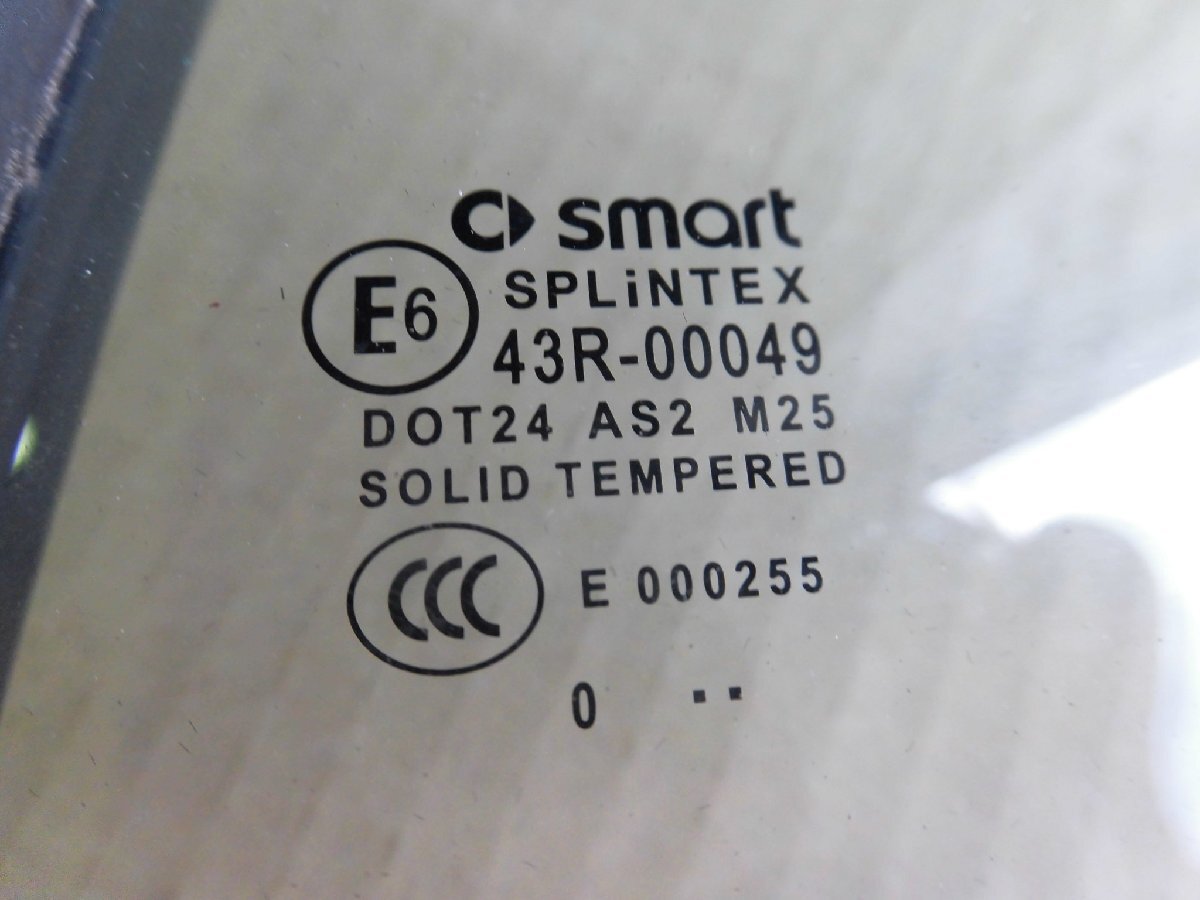 smart
SPLiNTEX
E6
43R-00049
DOT24 AS2 M25
SOLID TEMPERED
CCC
E 000255
0 ..